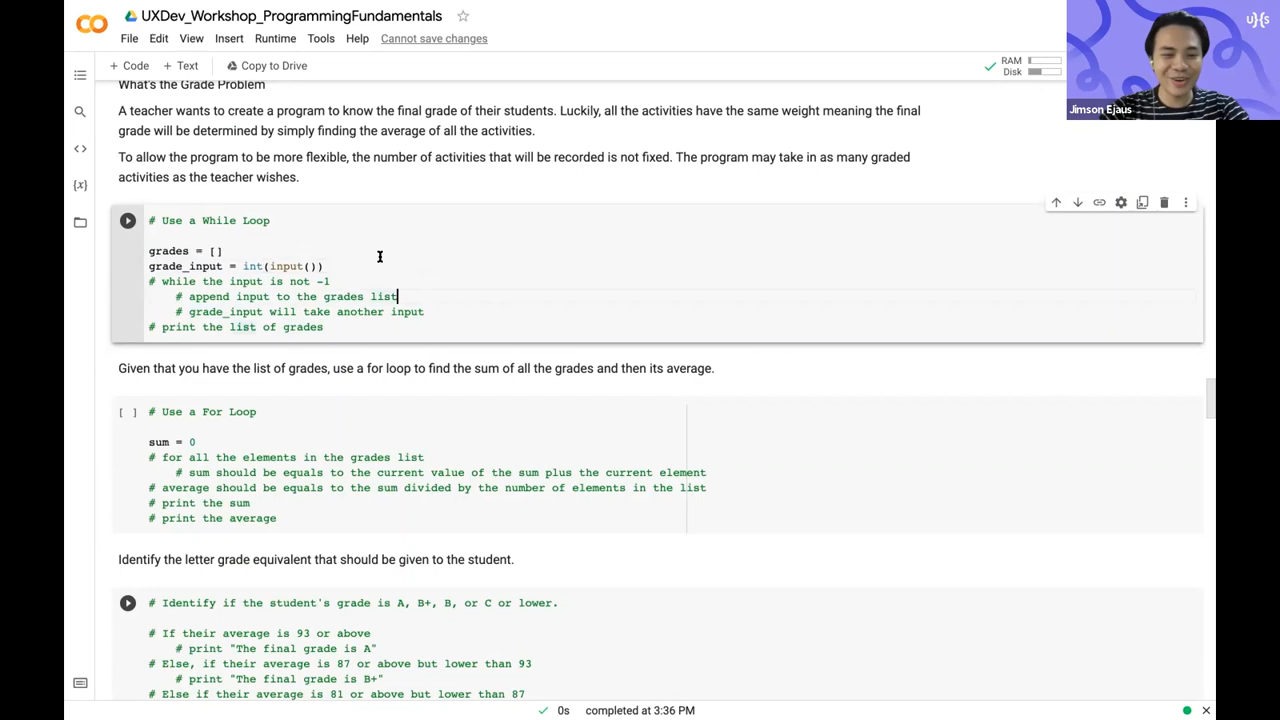 UXDev_Workshop_ProgrammingFundamentals
File Edit View Insert Runtime Tools Help Cannot save changes
+ Code + Text Copy to Drive
RAM
Disk
u}{s
Jimson Ejaus
What's the Grade Problem
A teacher wants to create a program to know the final grade of their students. Luckily, all the activities have the same weight meaning the final
grade will be determined by simply finding the average of all the activities.
To allow the program to be more flexible, the number of activities that will be recorded is not fixed. The program may take in as many graded
activities as the teacher wishes.
# Use a While Loop
grades = []
grade_input = int(input())
# while the input is not -1
# append input to the grades list
# grade_input will take another input
# print the list of grades
Given that you have the list of grades, use a for loop to find the sum of all the grades and then its average.
[ ] # Use a For Loop
sum = 0
# for all the elements in the grades list
# sum should be equals to the current value of the sum plus the current element
# average should be equals to the sum divided by the number of elements in the list
# print the sum
# print the average
Identify the letter grade equivalent that should be given to the student.
# Identify if the student's grade is A, B+, B, or C or lower.
# If their average is 93 or above
# print "The final grade is A"
# Else, if their average is 87 or above but lower than 93
# print "The final grade is B+"
# Else if their average is 81 or above but lower than 87
0s completed at 3:36 PM